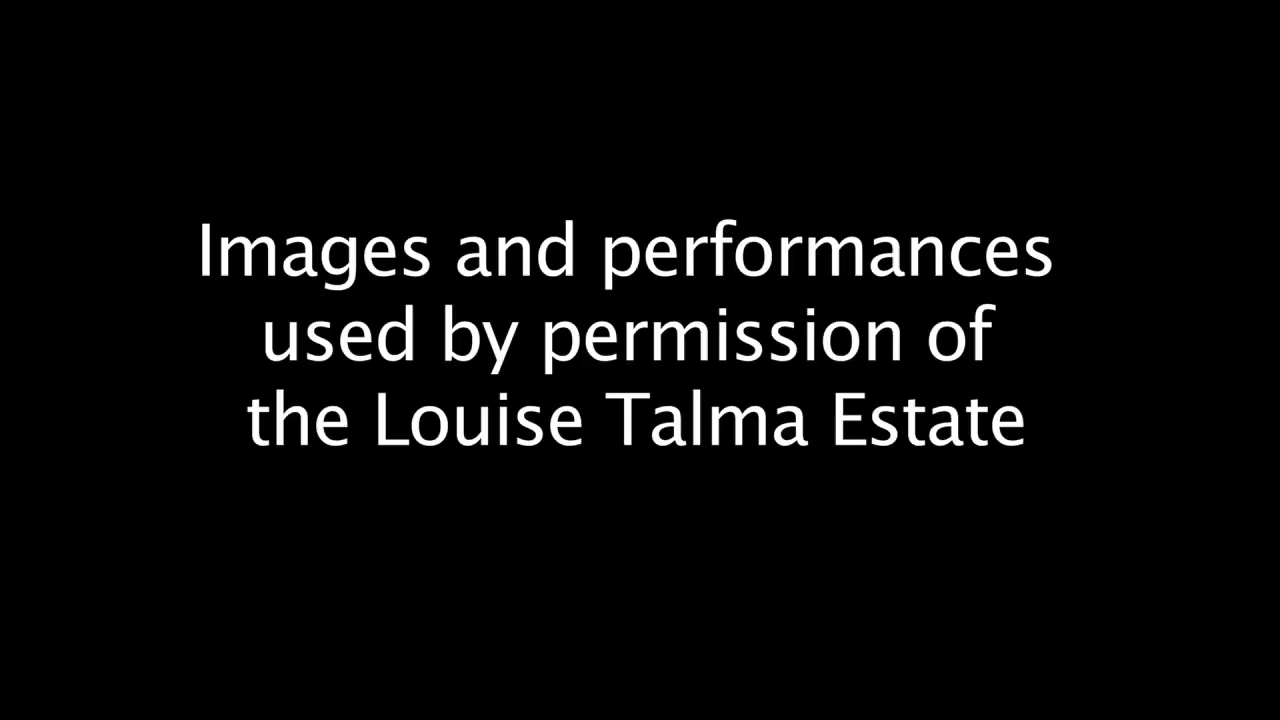 Images and performances
used by permission of
the Louise Talma Estate